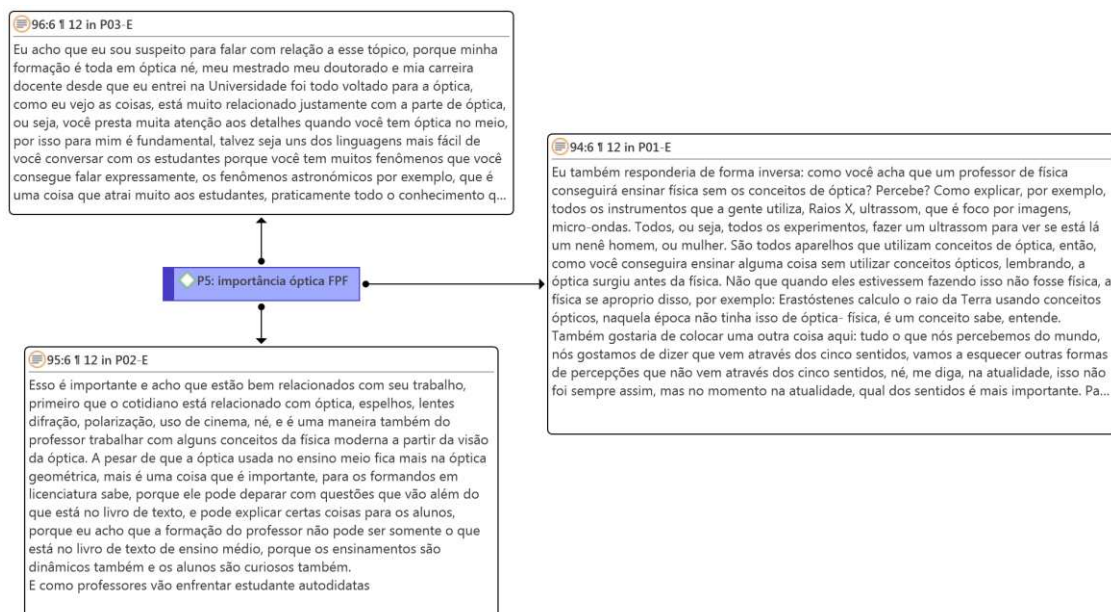 96:6 ¶ 12 in P03-E
Eu acho que eu sou suspeito para falar com relação a esse tópico, porque minha
formação é toda em óptica né, meu mestrado meu doutorado e mia carreira
docente desde que eu entrei na Universidade foi todo voltado para a óptica,
como eu vejo as coisas, está muito relacionado justamente com a parte de óptica,
ou seja, você presta muita atenção aos detalhes quando você tem óptica no meio,
por isso para mim é fundamental, talvez seja uns dos linguagens mais fácil de
você conversar com os estudantes porque você tem muitos fenômenos que você
consegue falar expressamente, os fenômenos astronómicos por exemplo, que é
uma coisa que atrai muito aos estudantes, praticamente todo o conhecimento q...
94:6 ¶ 12 in P01-E
Eu também responderia de forma inversa: como você acha que um professor de física
conseguirá ensinar física sem os conceitos de óptica? Percebe? Como explicar, por exemplo,
todos os instrumentos que a gente utiliza, Raios X, ultrassom, que é foco por imagens,
micro-ondas. Todos, ou seja, todos os experimentos, fazer um ultrassom para ver se está lá
um nenê homem, ou mulher. São todos aparelhos que utilizam conceitos de óptica, então,
como você conseguira ensinar alguma coisa sem utilizar conceitos ópticos, lembrando, a
óptica surgiu antes da física. Não que quando eles estivessem fazendo isso não fosse física, a
física se aproprio disso, por exemplo: Erastóstenes calculo o raio da Terra usando conceitos
ópticos, naquela época não tinha isso de óptica- física, é um conceito sabe, entende.
Também gostaria de colocar uma outra coisa aqui: tudo o que nós percebemos do mundo,
nós gostamos de dizer que vem através dos cinco sentidos, vamos a esquecer outras formas
de percepções que não vem através dos cinco sentidos, né, me diga, na atualidade, isso não
foi sempre assim, mas no momento na atualidade, qual dos sentidos é mais importante. Pa...
P5: importância óptica FPF
95:6 ¶ 12 in P02-E
Esso é importante e acho que estão bem relacionados com seu trabalho,
primeiro que o cotidiano está relacionado com óptica, espelhos, lentes
difração, polarização, uso de cinema, né, e é uma maneira também do
professor trabalhar com alguns conceitos da física moderna a partir da visão
da óptica. A pesar de que a óptica usada no ensino meio fica mais na óptica
geométrica, mais é uma coisa que é importante, para os formandos em
licenciatura sabe, porque ele pode deparar com questões que vão além do
que está no livro de texto, e pode explicar certas coisas para os alunos,
porque eu acho que a formação do professor não pode ser somente o que
está no livro de texto de ensino médio, porque os ensinamentos são
dinâmicos também e os alunos são curiosos também.
E como professores vão enfrentar estudante autodidatas